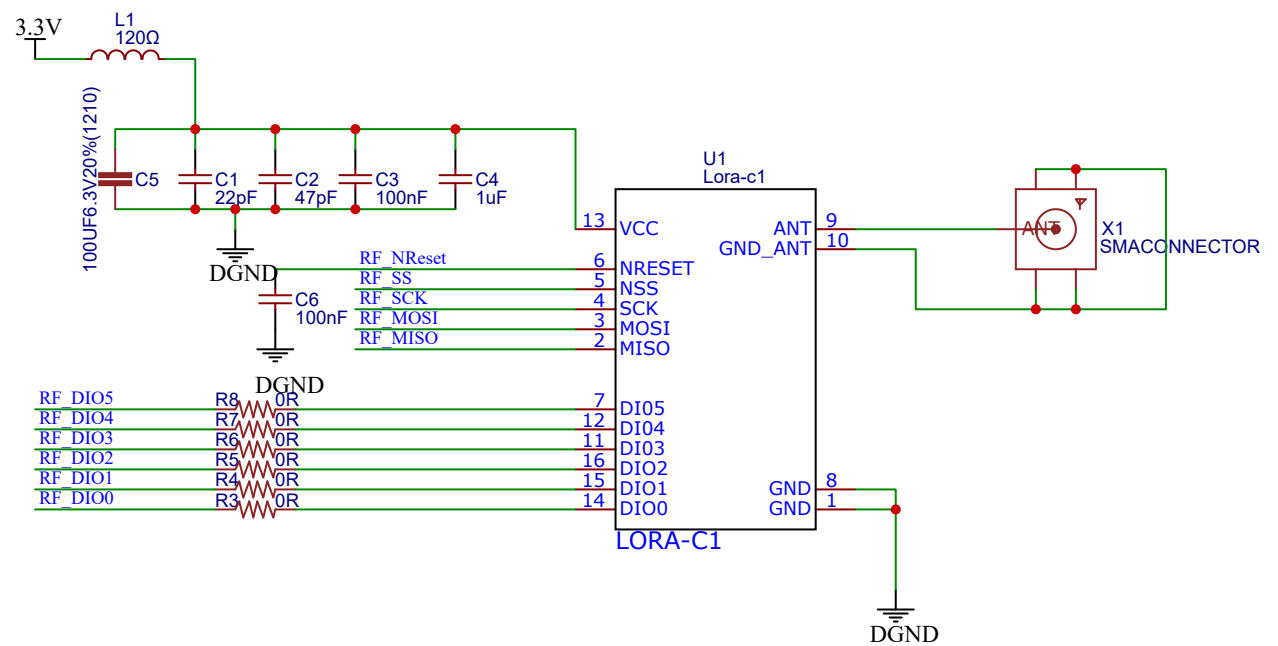 3.3V
L1
120Ω
100UF6.3V20%(1210)
C5
C1
22pF
C2
47pF
C3
100nF
C4
1uF
DGND
C6
100nF
DGND
RF_NReset
RF_SS
RF_SCK
RF_MOSI
RF_MISO
RF_DIO5
R8
0R
RF_DIO4
R7
0R
RF_DIO3
R6
0R
RF_DIO2
R5
0R
RF_DIO1
R4
0R
RF_DIO0
R3
0R
U1
Lora-c1
13 VCC
6 NRESET
5 NSS
4 SCK
3 MOSI
2 MISO
7 DI05
12 DI04
11 DI03
16 DIO2
15 DIO1
14 DIO0
ANT 9
GND_ANT 10
GND 8
GND 1
LORA-C1
ANT
X1
SMACONNECTOR
DGND